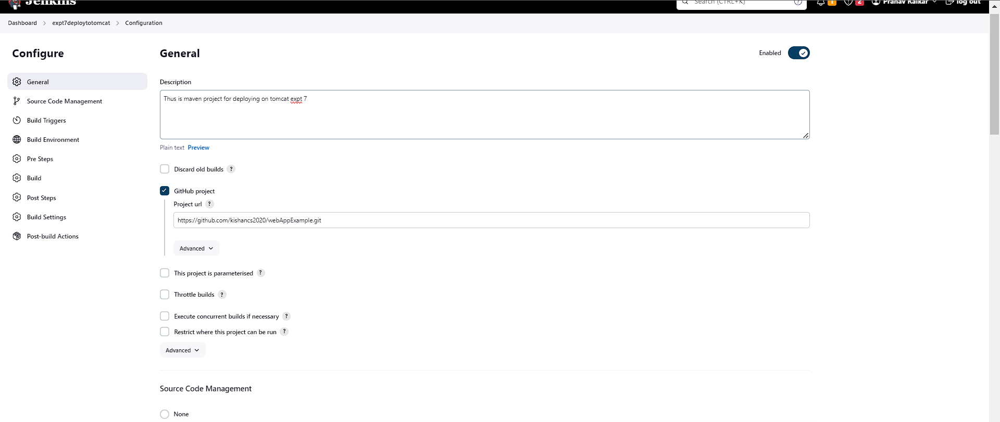 Jenkins
Search (CTRL+K)
?
1
2
Pranav Raikar
log out
Dashboard > expt7deploytotomcat > Configuration
Configure
General
Source Code Management
Build Triggers
Build Environment
Pre Steps
Build
Post Steps
Build Settings
Post-build Actions
General
Enabled
Description
Thus is maven project for deploying on tomcat expt 7
Plain text Preview
Discard old builds ?
GitHub project
Project url ?
https://github.com/kishancs2020/webAppExample.git
Advanced
This project is parameterised ?
Throttle builds ?
Execute concurrent builds if necessary ?
Restrict where this project can be run ?
Advanced
Source Code Management
None